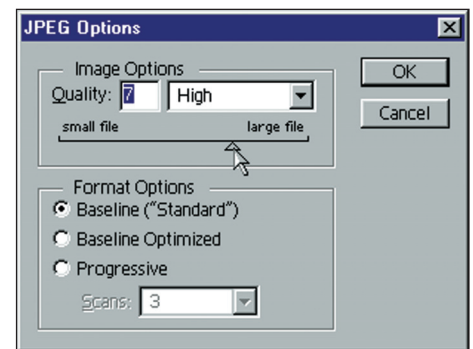 JPEG Options
Image Options
Quality: 7 High
small file large file
OK
Cancel
Format Options
Baseline (“Standard”)
Baseline Optimized
Progressive
Scans: 3